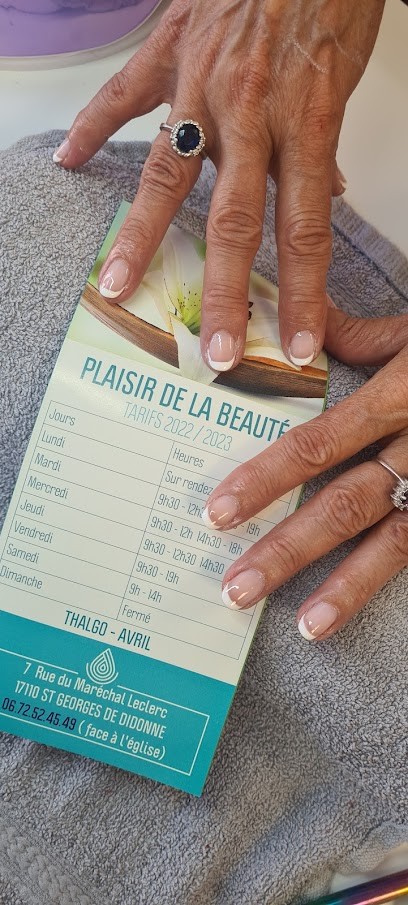 PLAISIR DE LA BEAUTÉ
TARIFS 2022 / 2023
Jours Heures
Lundi Sur rendez
Mardi 9h30 - 12h 19h
Mercredi 9h30 - 12h 14h30 - 18h
Jeudi 9h30 - 12h30 14h30
Vendredi 9h30 - 19h
Samedi 9h - 14h
Dimanche Fermé
THALGO - AVRIL
7 Rue du Maréchal Leclerc
17110 ST GEORGES DE DIDONNE
06.72.52.45.49 ( face à l'église)